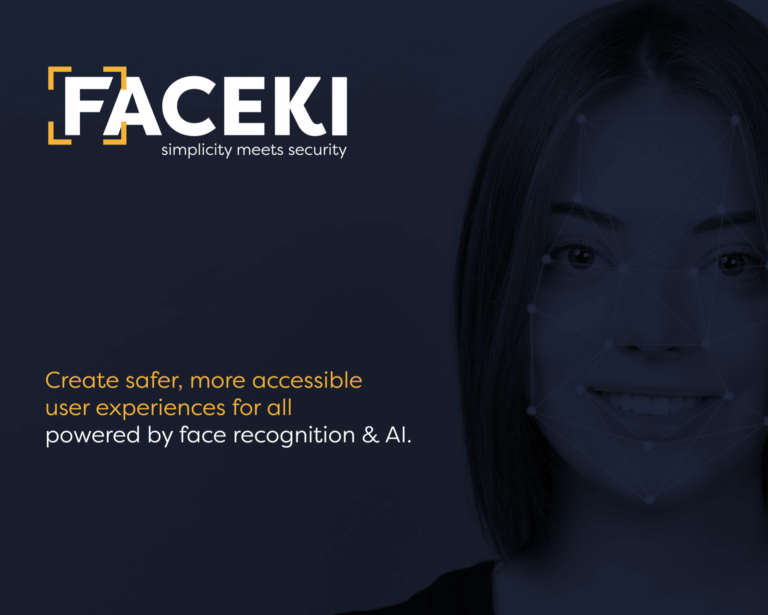 FACEKI
simplicity meets security
Create safer, more accessible
user experiences for all
powered by face recognition & AI.